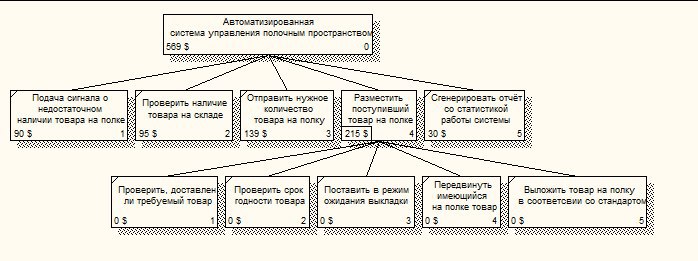 Автоматизированная
система управления полочным пространством
569 $ 0
Подача сигнала о
недостаточном
наличии товара на полке
90 $ 1
Проверить наличие
товара на складе
95 $ 2
Отправить нужное
количество
товара на полку
139 $ 3
Разместить
поступивший
товар на полке
215 $ 4
Сгенерировать отчёт
со статистикой
работы системы
30 $ 5
Проверить, доставлен
ли требуемый товар
0 $ 1
Проверить срок
годности товара
0 $ 2
Поставить в режим
ожидания выкладки
0 $ 3
Передвинуть
имеющийся
на полке товар
0 $ 4
Выложить товар на полку
в соответсвии со стандартом
0 $ 5